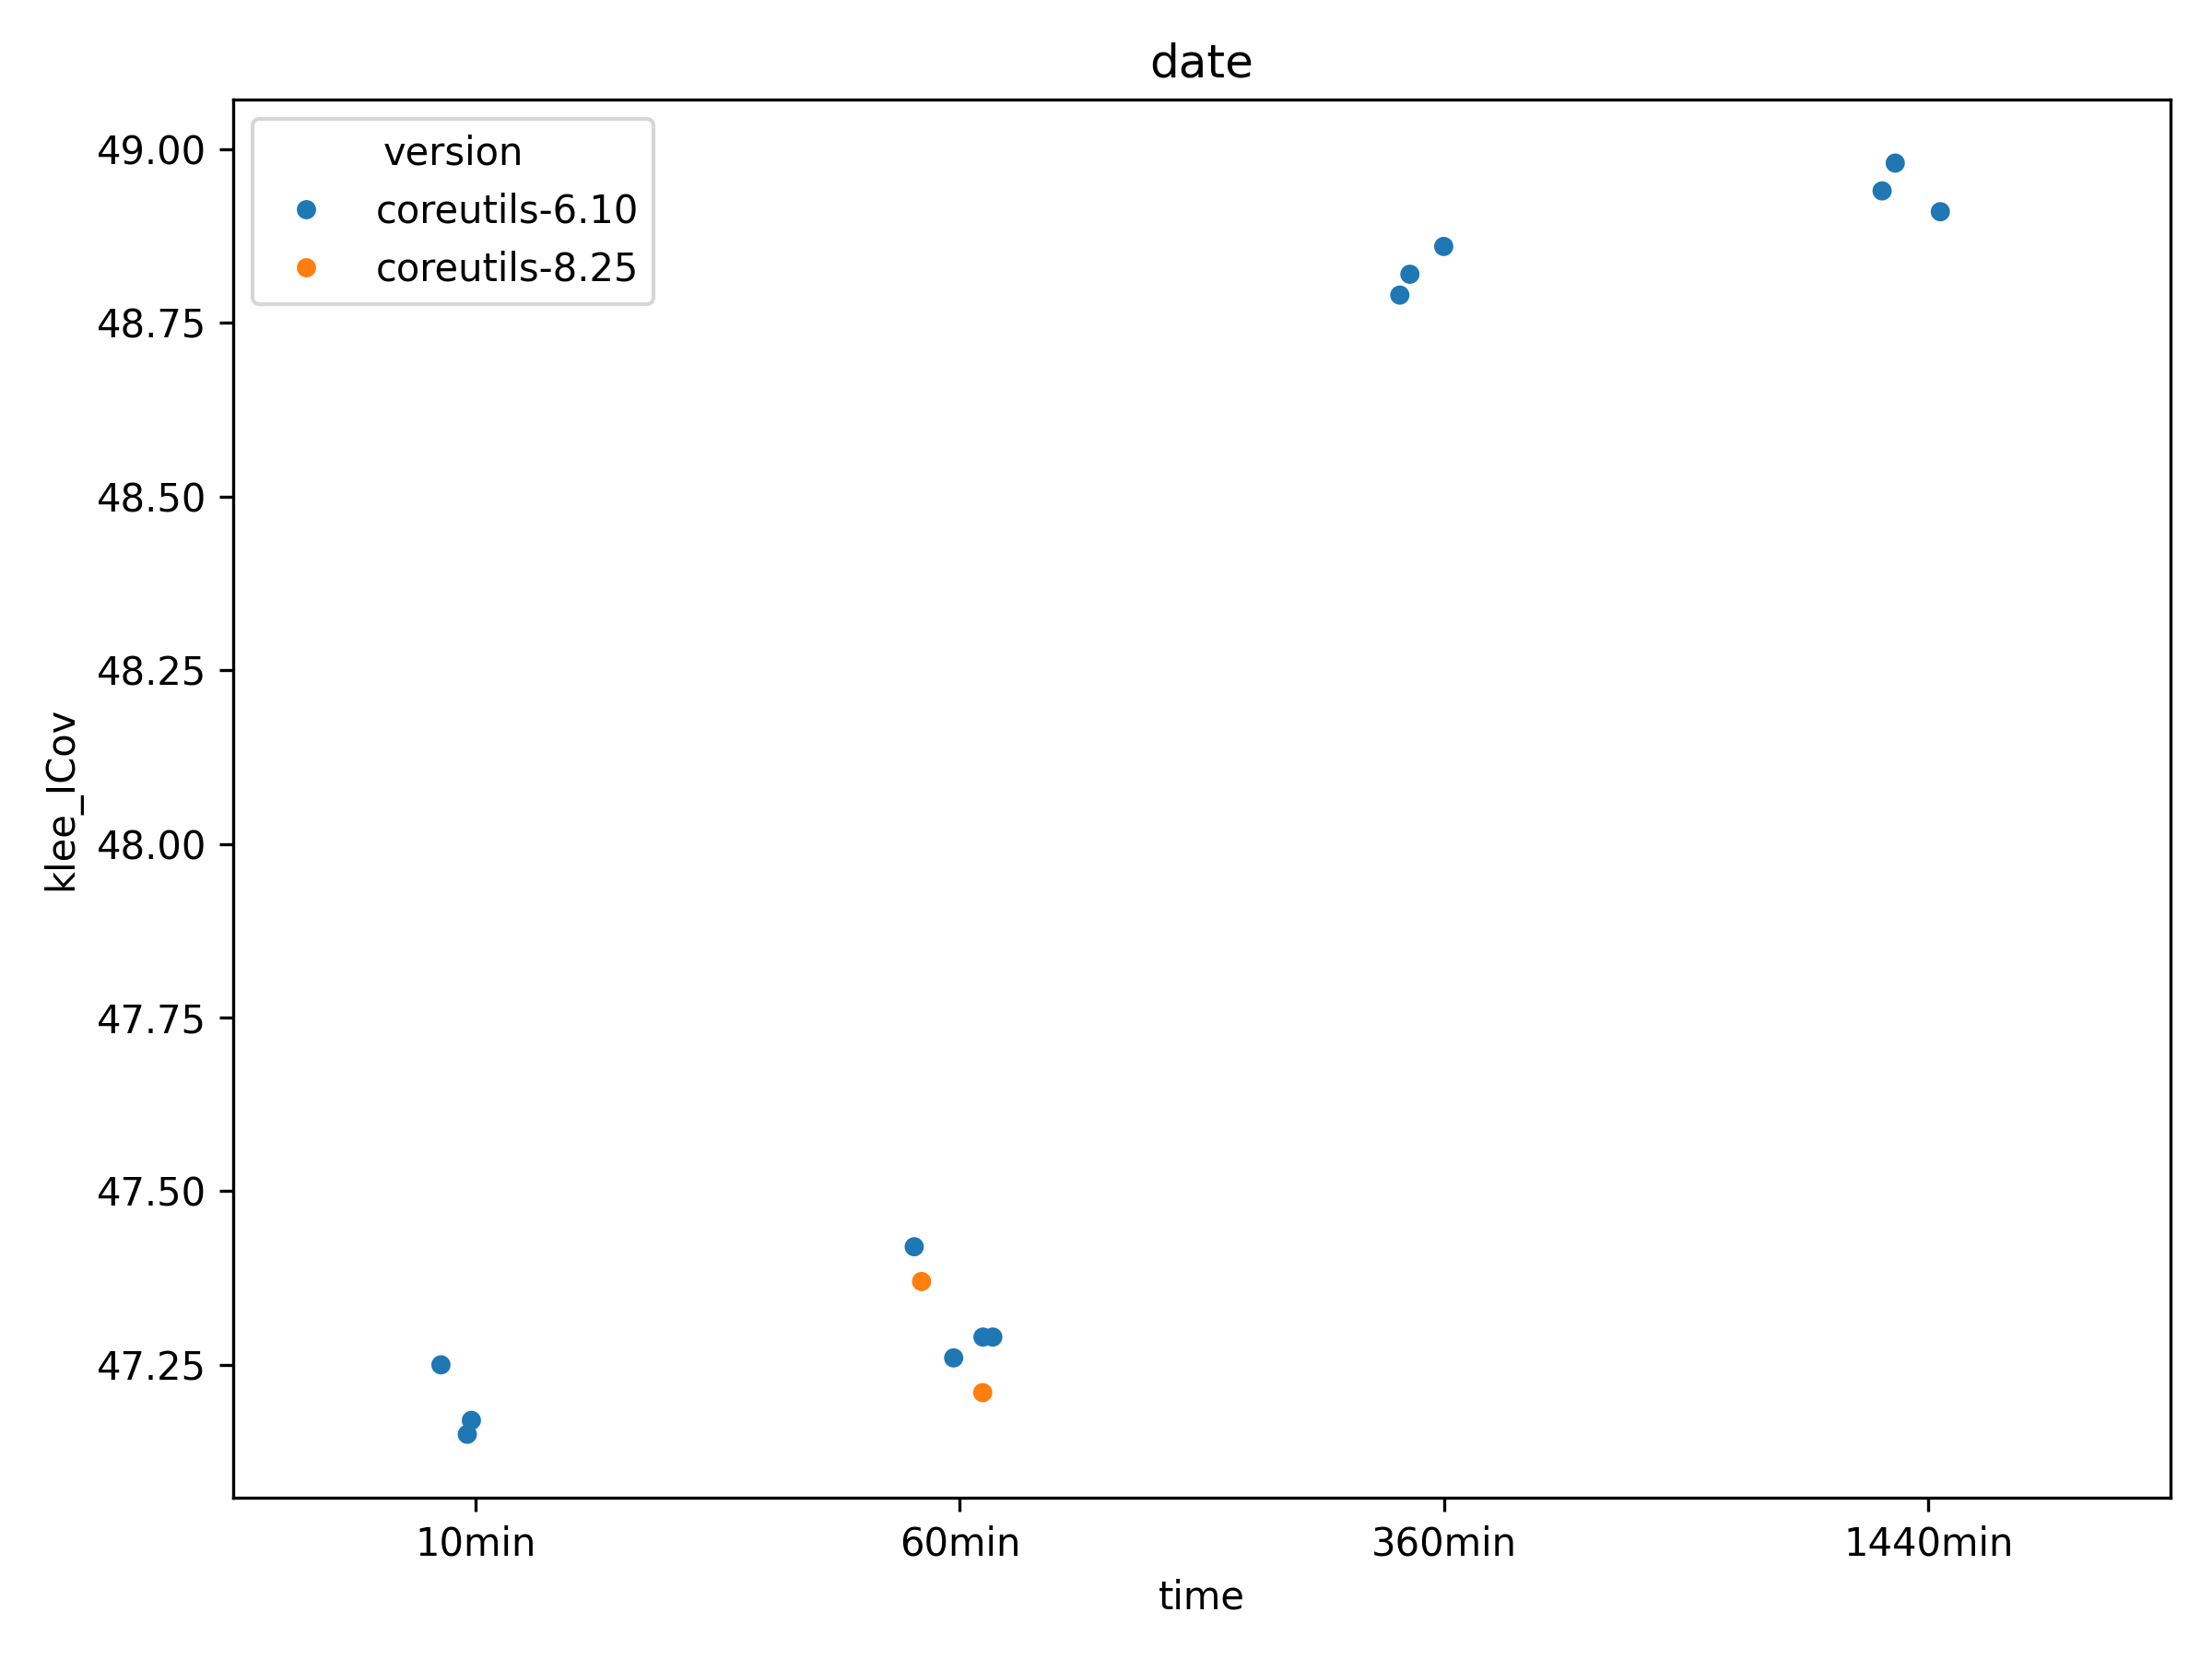 date
version
coreutils-6.10
coreutils-8.25
49.00
48.75
48.50
48.25
48.00
47.75
47.50
47.25
klee_ICov
10min 60min 360min 1440min
time